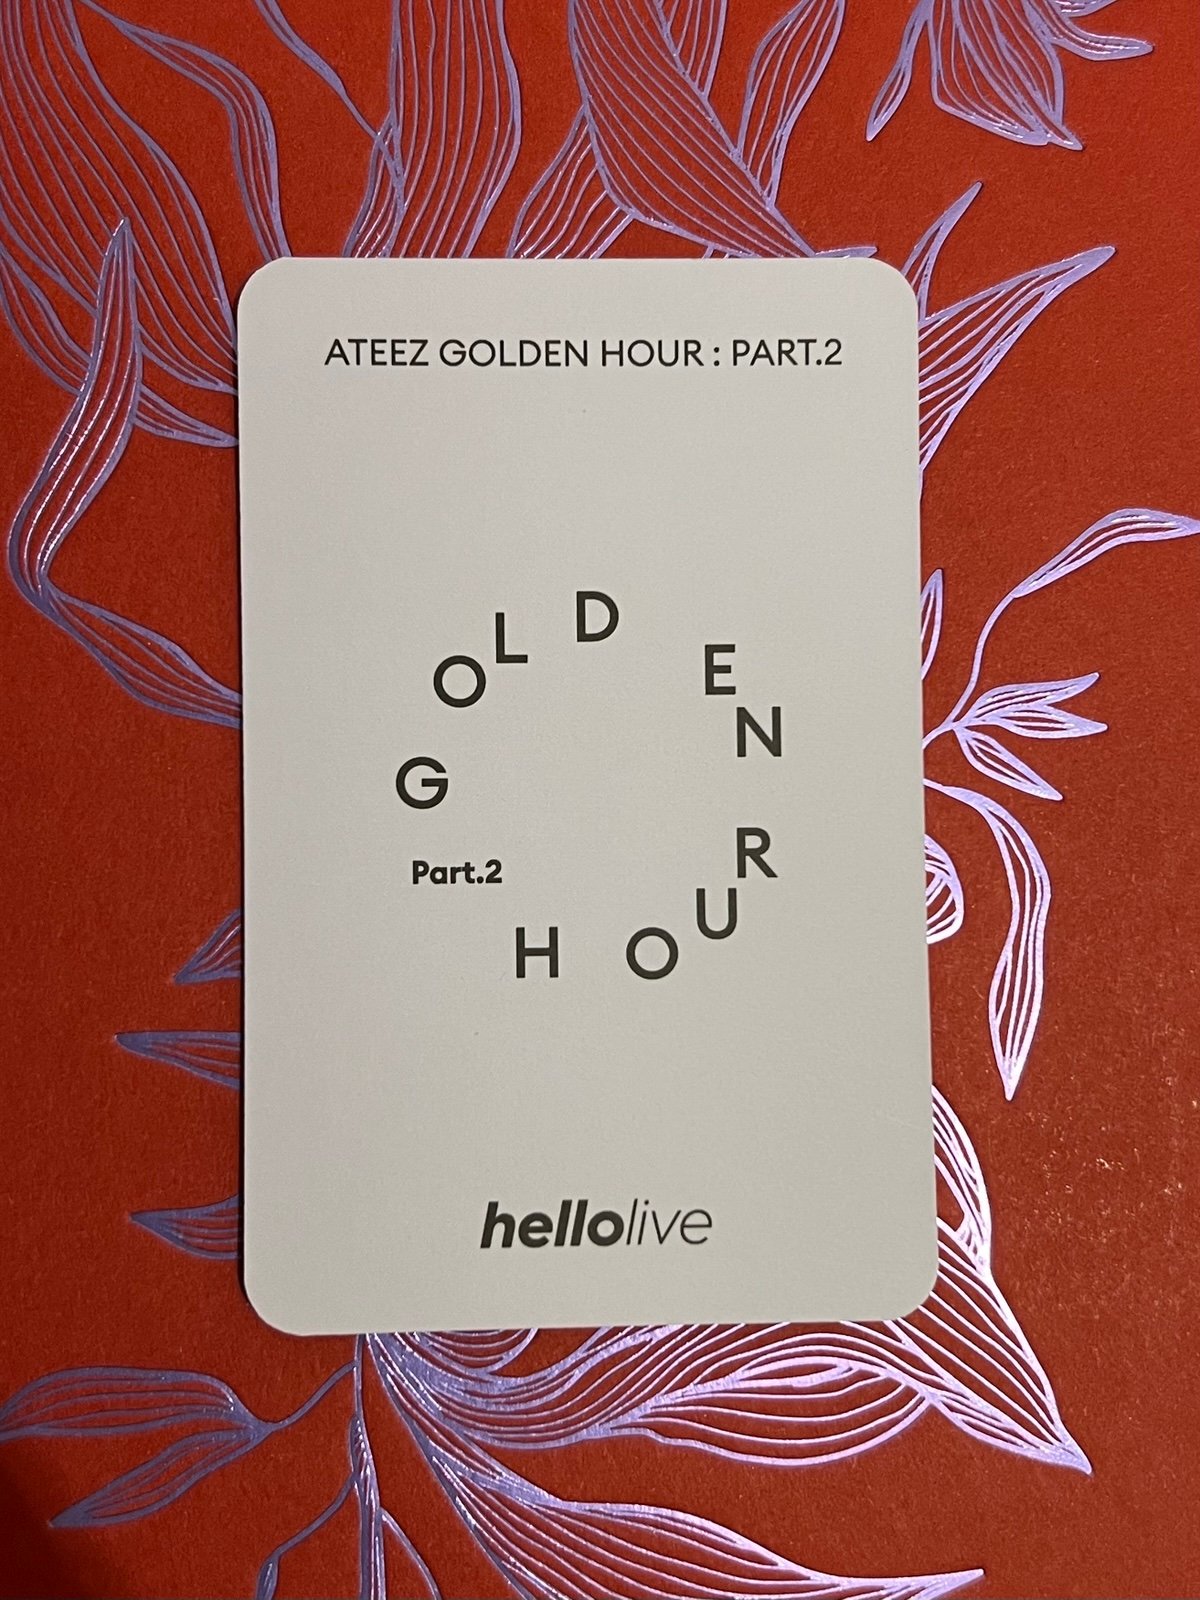 ATEEZ GOLDEN HOUR : PART.2
GOLDEN
HOUR
Part.2
hellolive